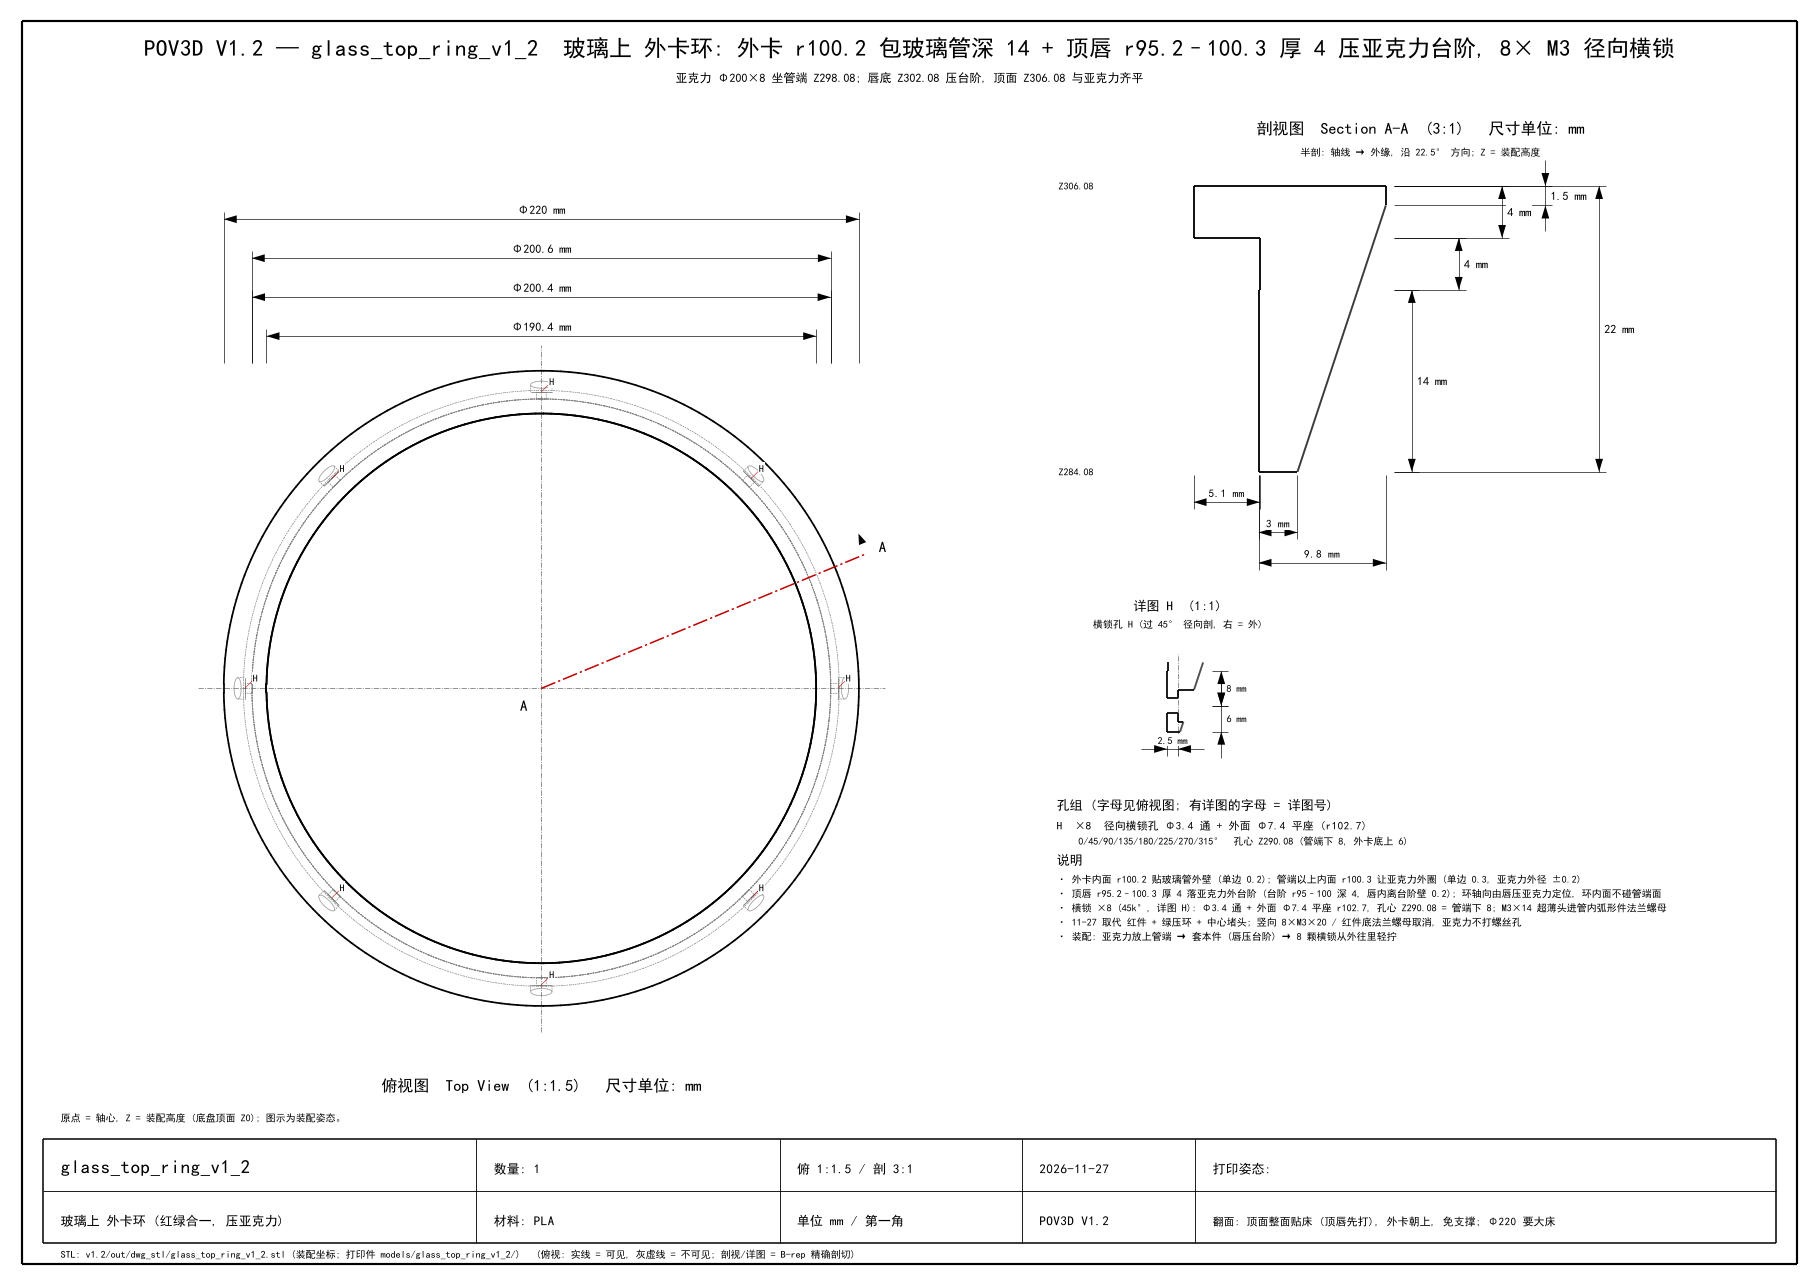 POV3D V1.2 — glass_top_ring_v1_2  玻璃上 外卡环: 外卡 r100.2 包玻璃管深 14 + 顶唇 r95.2–100.3 厚 4 压亚克力台阶, 8× M3 径向横锁
亚克力 Φ200×8 坐管端 Z298.08; 唇底 Z302.08 压台阶, 顶面 Z306.08 与亚克力齐平
剖视图  Section A-A  (3:1)  尺寸单位: mm
半剖: 轴线 → 外缘, 沿 22.5° 方向; Z = 装配高度
Z306.08
1.5 mm
4 mm
4 mm
22 mm
14 mm
Z284.08
5.1 mm
3 mm
9.8 mm
Φ220 mm
Φ200.6 mm
Φ200.4 mm
Φ190.4 mm
H
H
H
A
A
H
H
H
H
H
详图 H  (1:1)
横锁孔 H (过 45° 径向剖, 右 = 外)
8 mm
6 mm
2.5 mm
孔组 (字母见俯视图; 有详图的字母 = 详图号)
H  ×8  径向横锁孔 Φ3.4 通 + 外面 Φ7.4 平座 (r102.7)
0/45/90/135/180/225/270/315°  孔心 Z290.08 (管端下 8, 外卡底上 6)
说明
· 外卡内面 r100.2 贴玻璃管外壁 (单边 0.2); 管端以上内面 r100.3 让亚克力外圈 (单边 0.3, 亚克力外径 ±0.2)
· 顶唇 r95.2–100.3 厚 4 落亚克力外台阶 (台阶 r95–100 深 4, 唇内离台阶壁 0.2); 环轴向由唇压亚克力定位, 环内面不碰管端面
· 横锁 ×8 (45k°, 详图 H): Φ3.4 通 + 外面 Φ7.4 平座 r102.7, 孔心 Z290.08 = 管端下 8; M3×14 超薄头进管内弧形件法兰螺母
· 11-27 取代 红件 + 绿压环 + 中心堵头; 竖向 8×M3×20 / 红件底法兰螺母取消, 亚克力不打螺丝孔
· 装配: 亚克力放上管端 → 套本件 (唇压台阶) → 8 颗横锁从外往里轻拧
俯视图  Top View  (1:1.5)  尺寸单位: mm
原点 = 轴心, Z = 装配高度 (底盘顶面 Z0); 图示为装配姿态。
glass_top_ring_v1_2
数量: 1
俯 1:1.5 / 剖 3:1
2026-11-27
打印姿态:
玻璃上 外卡环 (红绿合一, 压亚克力)
材料: PLA
单位 mm / 第一角
POV3D V1.2
翻面: 顶面整面贴床 (顶唇先打), 外卡朝上, 免支撑; Φ220 要大床
STL: v1.2/out/dwg_stl/glass_top_ring_v1_2.stl (装配坐标; 打印件 models/glass_top_ring_v1_2/)  (俯视: 实线 = 可见, 灰虚线 = 不可见; 剖视/详图 = B-rep 精确剖切)